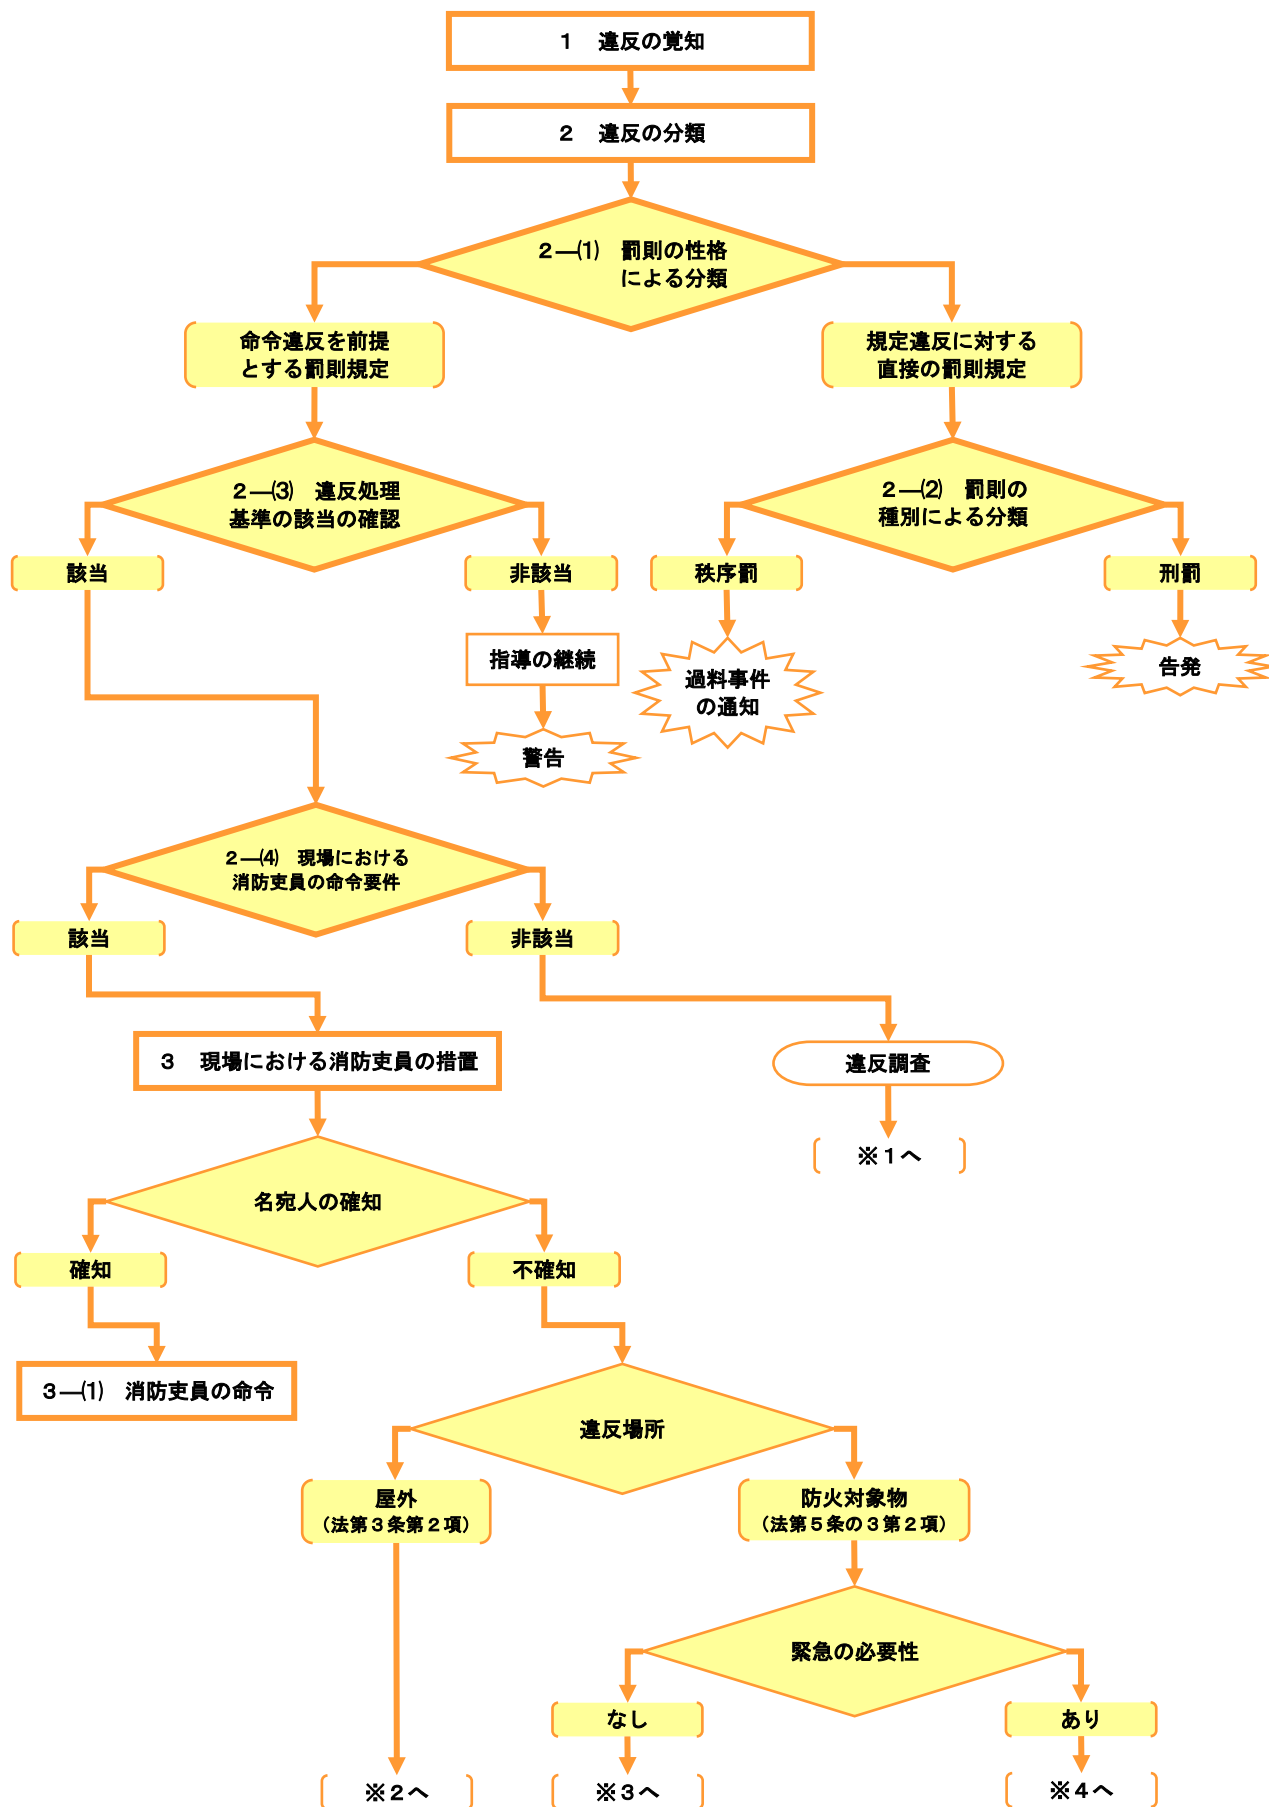 １　違反の覚知
２　違反の分類
２―⑴　罰則の性格
による分類
命令違反を前提
とする罰則規定
規定違反に対する
直接の罰則規定
２―⑶　違反処理
基準の該当の確認
２―⑵　罰則の
種別による分類
該当
非該当
秩序罰
刑罰
指導の継続
過料事件
の通知
告発
警告
２―⑷　現場における
消防吏員の命令要件
該当
非該当
３　現場における消防吏員の措置
違反調査
※１へ
名宛人の確知
確知
不確知
３―⑴　消防吏員の命令
違反場所
屋外
（法第３条第２項）
防火対象物
（法第５条の３第２項）
緊急の必要性
なし
あり
※２へ
※３へ
※４へ